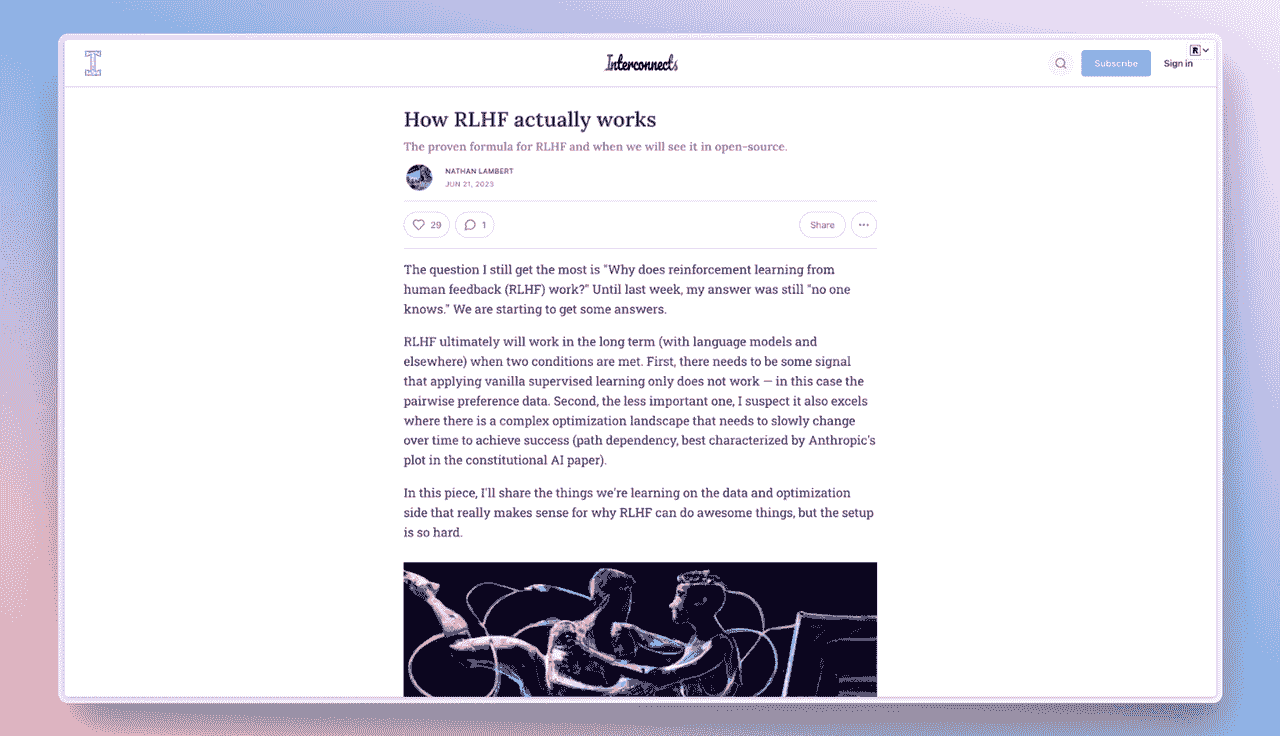 I
Interconnects
R
Subscribe
Sign in
How RLHF actually works
The proven formula for RLHF and when we will see it in open-source.
NATHAN LAMBERT
JUN 21, 2023
29
1
Share
The question I still get the most is "Why does reinforcement learning from
human feedback (RLHF) work?" Until last week, my answer was still "no one
knows." We are starting to get some answers.
RLHF ultimately will work in the long term (with language models and
elsewhere) when two conditions are met. First, there needs to be some signal
that applying vanilla supervised learning only does not work — in this case the
pairwise preference data. Second, the less important one, I suspect it also excels
where there is a complex optimization landscape that needs to slowly change
over time to achieve success (path dependency, best characterized by Anthropic's
plot in the constitutional AI paper).
In this piece, I'll share the things we're learning on the data and optimization
side that really makes sense for why RLHF can do awesome things, but the setup
is so hard.